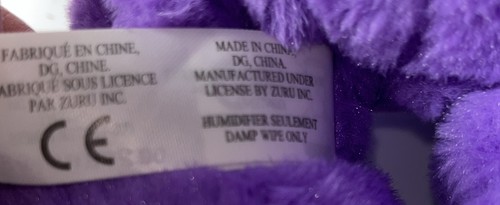 FABRIQUÉ EN CHINE,
DG, CHINE.
ABRIQUÉ SOUS LICENCE
PAR ZURU INC.
CE
MADE IN CHINA,
DG, CHINA.
MANUFACTURED UNDER
LICENSE BY ZURU INC.
HUMIDIFIER SEULEMENT
DAMP WIPE ONLY